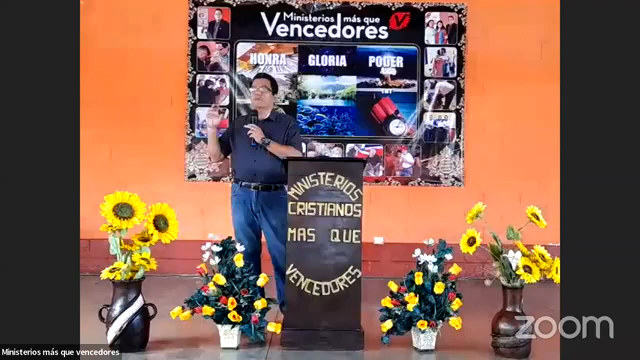 Ministerios más que
Vencedores
HONRA
GLORIA
PODER
MINISTERIOS
CRISTIANOS
MAS QUE
VENCEDORES
Ministerios más que vencedores
zoom